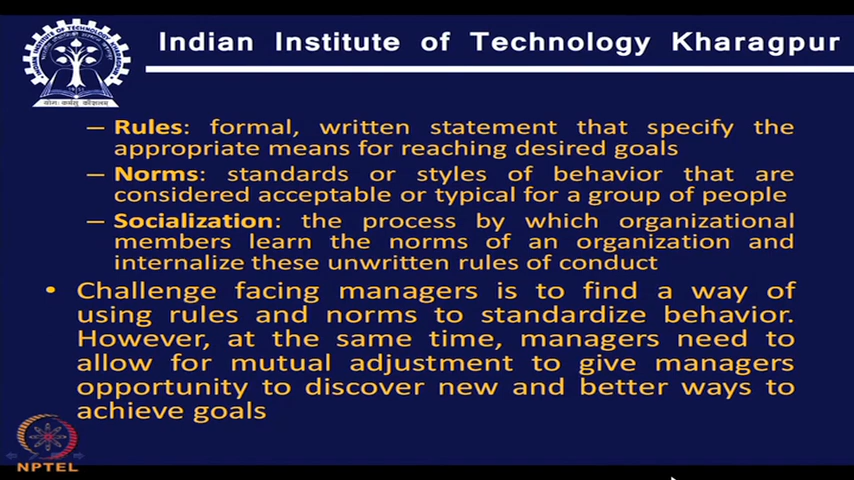 Indian Institute of Technology Kharagpur
– Rules: formal, written statement that specify the
appropriate means for reaching desired goals
– Norms: standards or styles of behavior that are
considered acceptable or typical for a group of people
– Socialization: the process by which organizational
members learn the norms of an organization and
internalize these unwritten rules of conduct
• Challenge facing managers is to find a way of
using rules and norms to standardize behavior.
However, at the same time, managers need to
allow for mutual adjustment to give managers
opportunity to discover new and better ways to
achieve goals
NPTEL